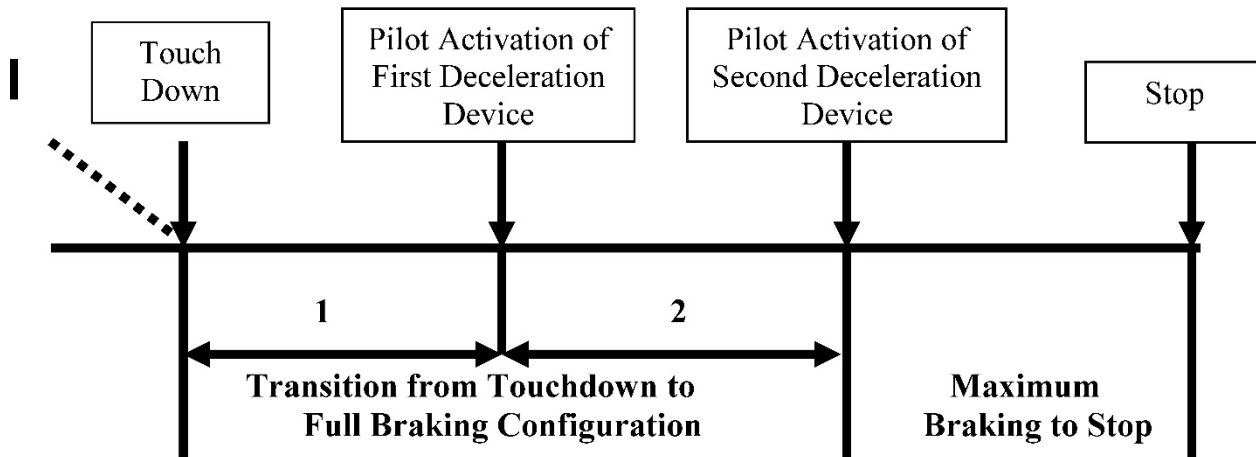 Touch
Down
Pilot Activation of
First Deceleration
Device
Pilot Activation of
Second Deceleration
Device
Stop
1
2
Transition from Touchdown to
Full Braking Configuration
Maximum
Braking to Stop